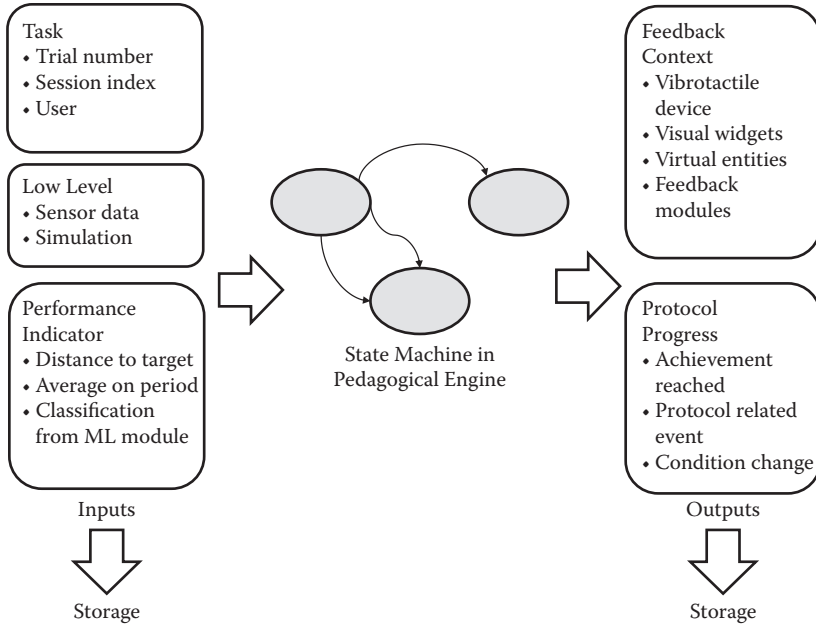 Task
• Trial number
• Session index
• User
Low Level
• Sensor data
• Simulation
Performance
Indicator
• Distance to target
• Average on period
• Classification
from ML module
Inputs
Storage
State Machine in
Pedagogical Engine
Feedback
Context
• Vibrotactile
device
• Visual widgets
• Virtual entities
• Feedback
modules
Protocol
Progress
• Achievement
reached
• Protocol related
event
• Condition change
Outputs
Storage